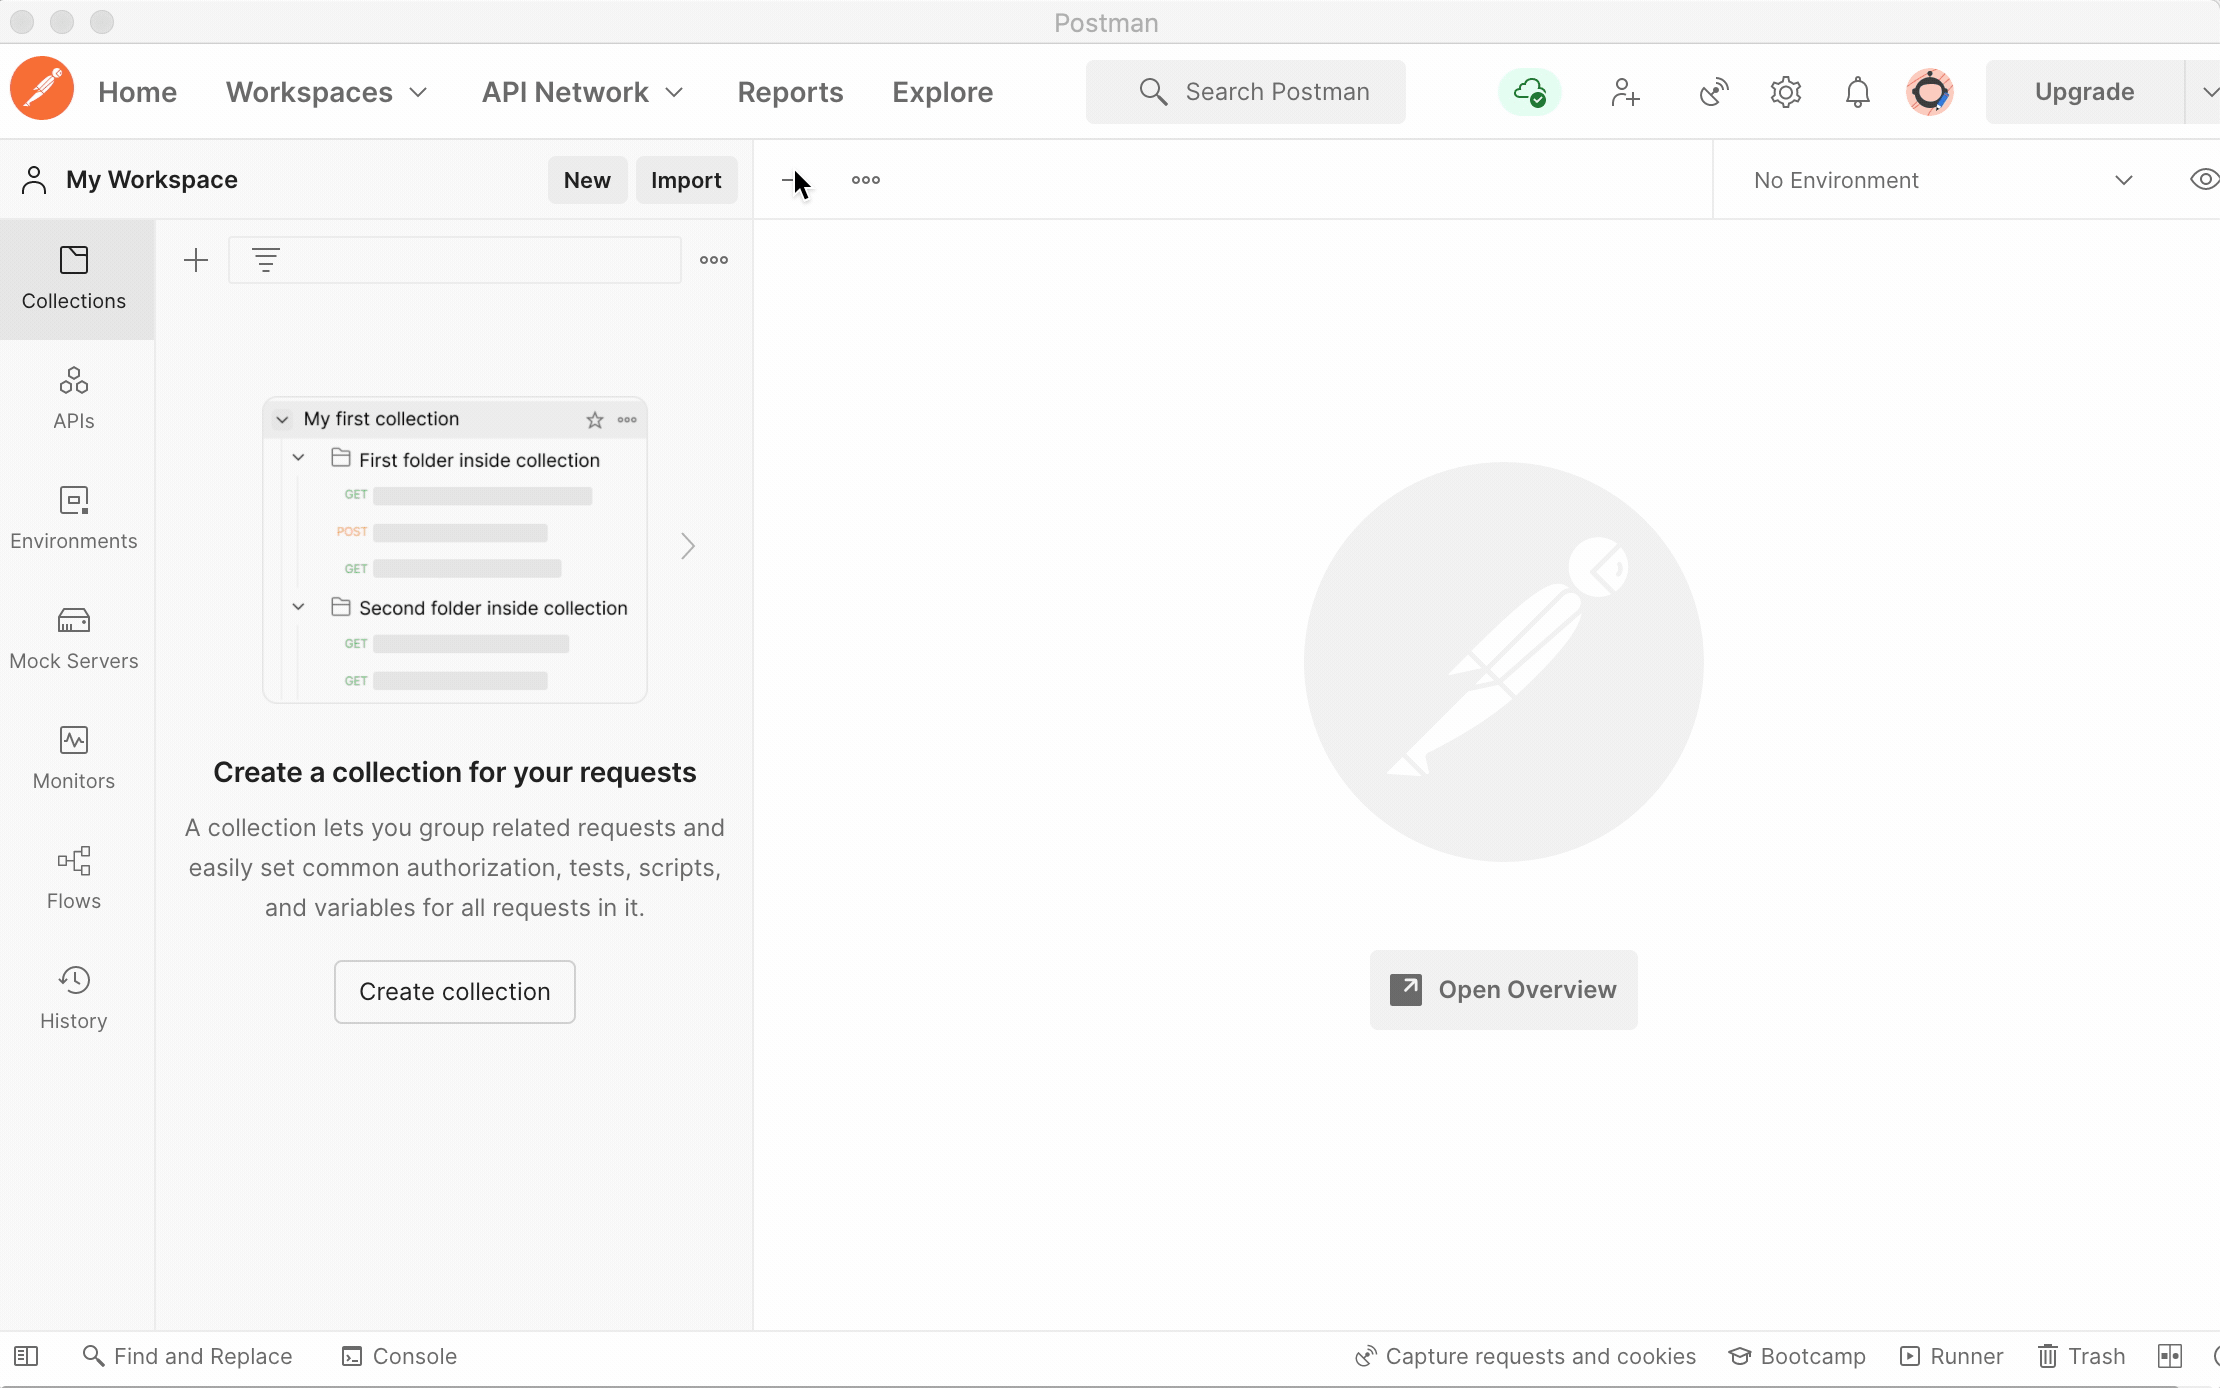 Postman
Home
Workspaces
API Network
Reports
Explore
Search Postman
Upgrade
My Workspace
New
Import
No Environment
Collections
APIs
Environments
Mock Servers
Monitors
Flows
History
My first collection
First folder inside collection
GET
POST
GET
Second folder inside collection
GET
GET
Create a collection for your requests
A collection lets you group related requests and
easily set common authorization, tests, scripts,
and variables for all requests in it.
Create collection
Open Overview
Find and Replace
Console
Capture requests and cookies
Bootcamp
Runner
Trash